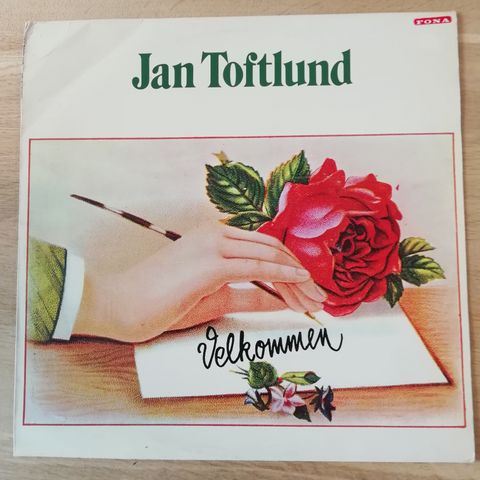 FONA
Jan Toftlund
Velkommen